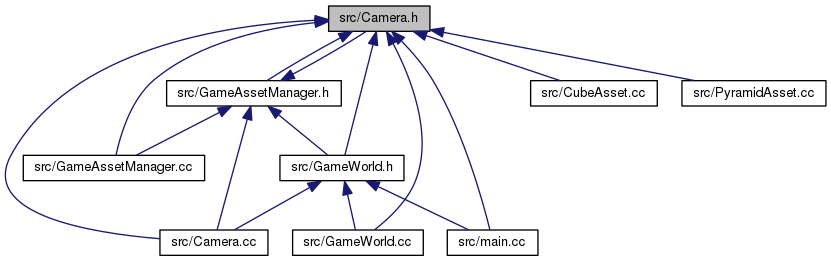 src/Camera.h
src/GameAssetManager.h
src/CubeAsset.cc
src/PyramidAsset.cc
src/GameAssetManager.cc
src/GameWorld.h
src/Camera.cc
src/GameWorld.cc
src/main.cc